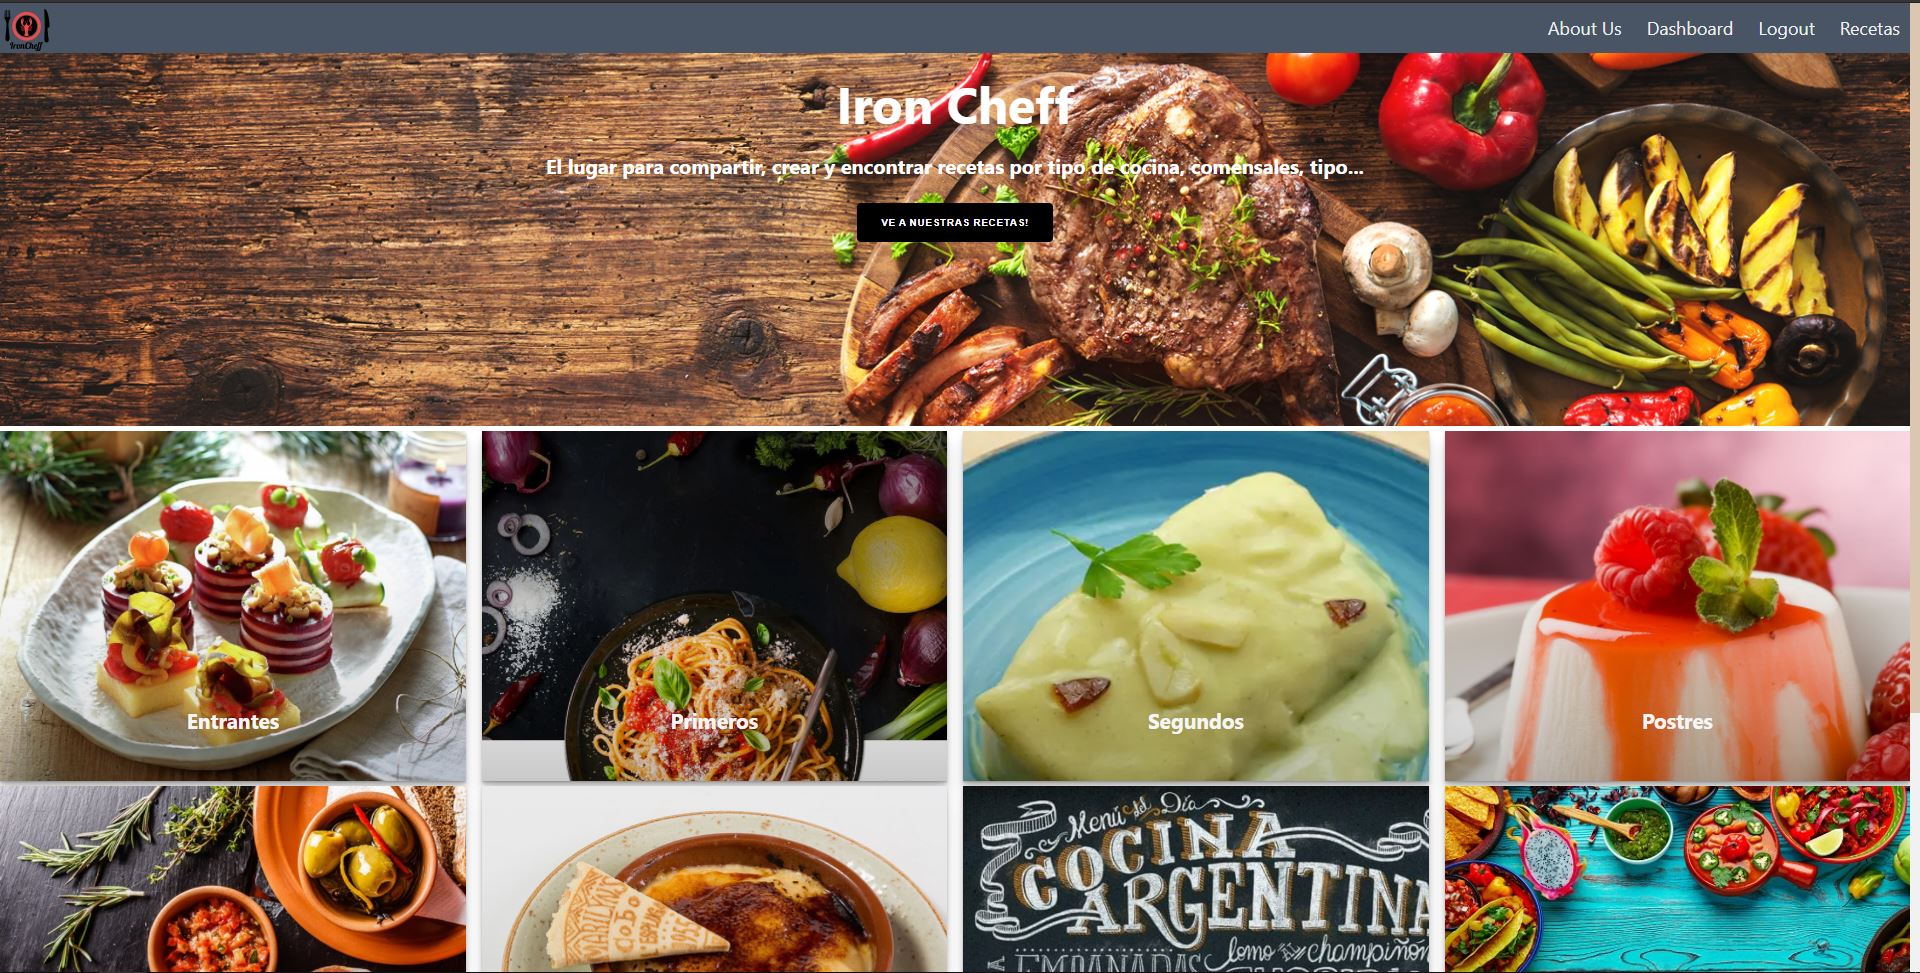 IronCheff
About Us Dashboard Logout Recetas
Iron Cheff
El lugar para compartir, crear y encontrar recetas por tipo de cocina, comensales, tipo...
VE A NUESTRAS RECETAS!
Entrantes
Primeros
Segundos
Postres
Menú del Día
COCINA
ARGENTINA
lomo champiñón
EMPANADAS